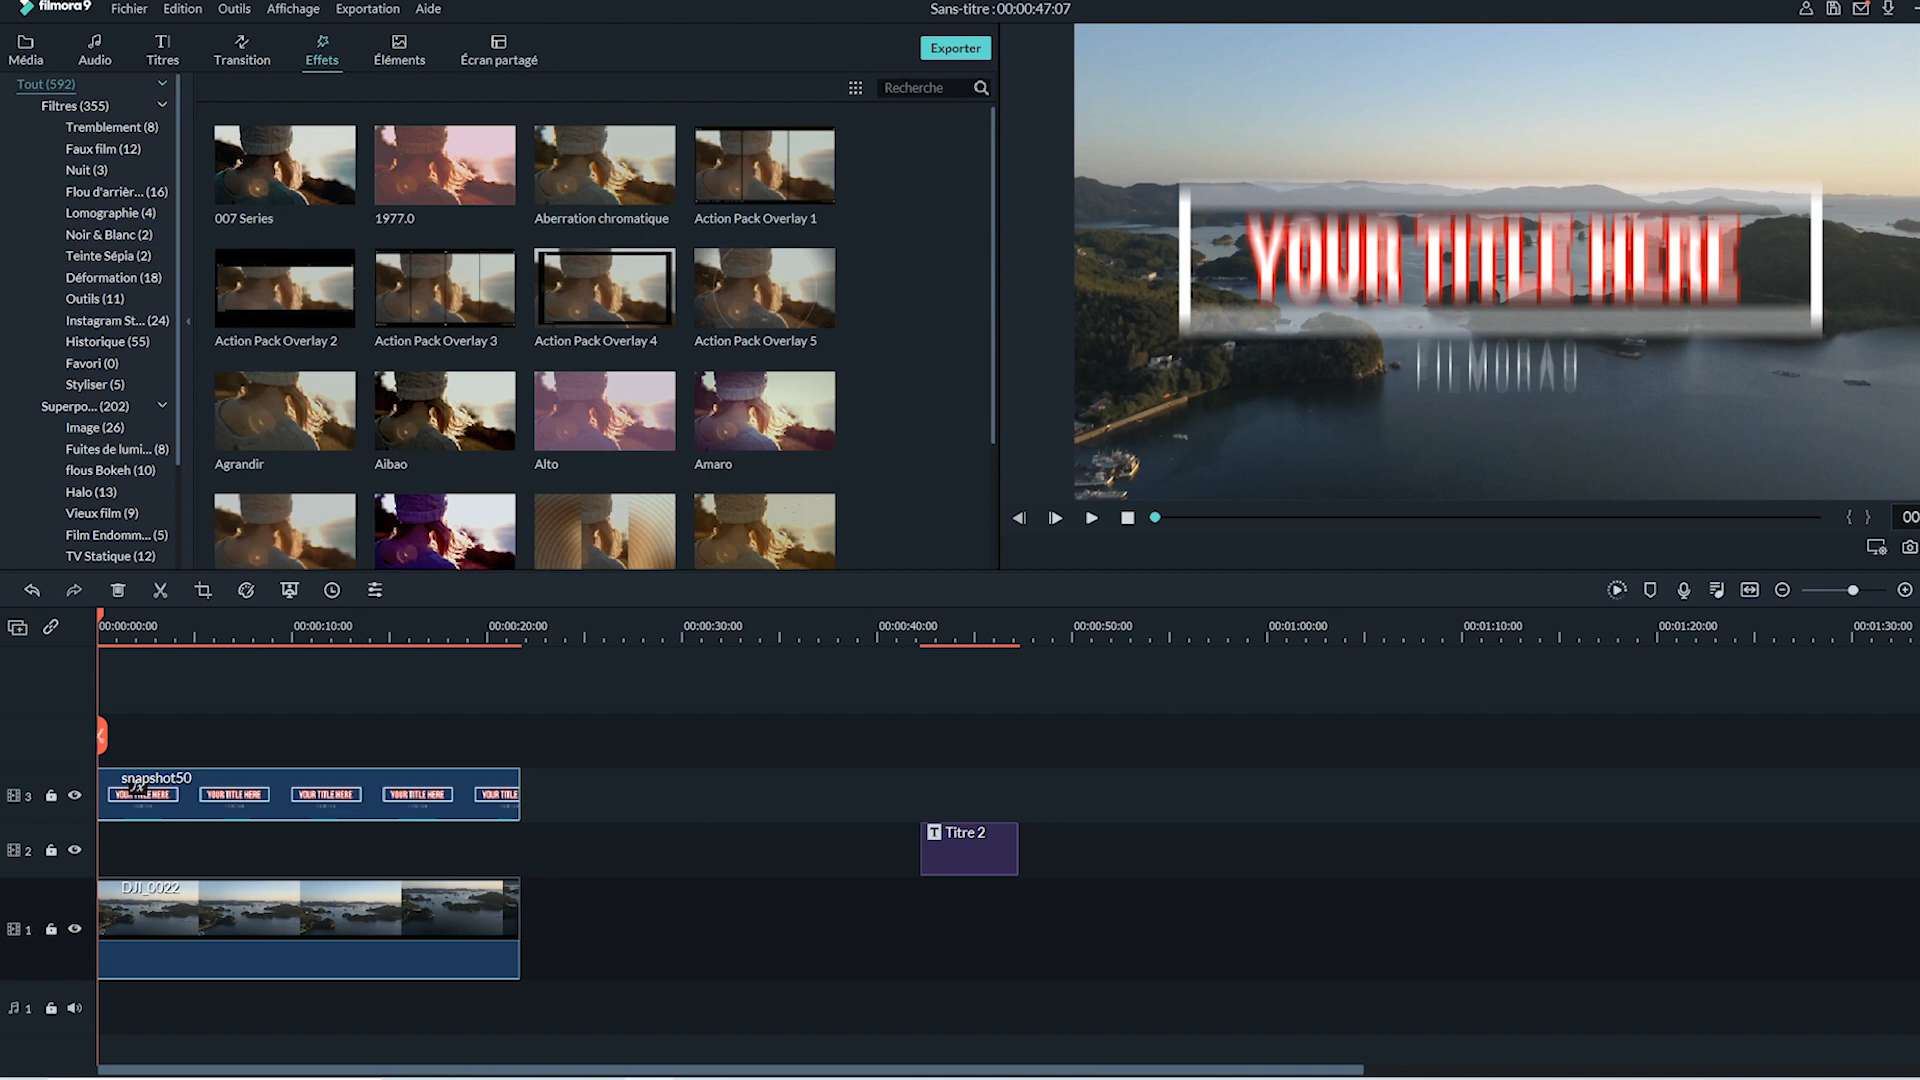 filmora9 Fichier Edition Outils Affichage Exportation Aide Sans-titre : 00:00:47:07
Média Audio Titres Transition Effets Éléments Écran partagé Exporter
Recherche
Tout (592)
Filtres (355)
Tremblement (8)
Faux film (12)
Nuit (3)
Flou d'arrièr... (16)
Lomographie (4)
Noir & Blanc (2)
Teinte Sépia (2)
Déformation (18)
Outils (11)
Instagram St... (24)
Historique (55)
Favori (0)
Styliser (5)
Superpo... (202)
Image (26)
Fuites de lumi... (8)
flous Bokeh (10)
Halo (13)
Vieux film (9)
Film Endomm... (5)
TV Statique (12)
007 Series 1977.0 Aberration chromatique Action Pack Overlay 1
Action Pack Overlay 2 Action Pack Overlay 3 Action Pack Overlay 4 Action Pack Overlay 5
Agrandir Aibao Alto Amaro
YOUR TITLE HERE
FILMORA9
{ } 00
00:00:00:00 00:00:10:00 00:00:20:00 00:00:30:00 00:00:40:00 00:00:50:00 00:01:00:00 00:01:10:00 00:01:20:00 00:01:30:00
snapshot50
3 YOUR TITLE HERE YOUR TITLE HERE YOUR TITLE HERE YOUR TITLE HERE YOUR TITLE
T Titre 2
2
DJI_0022
1
1